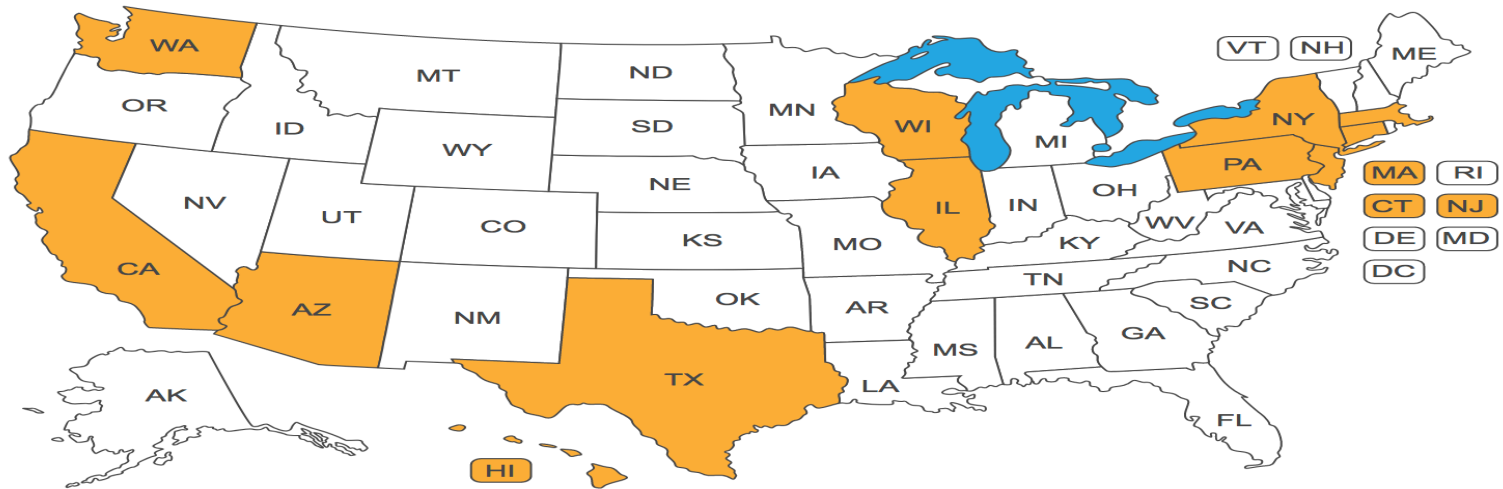 WA
MT
ND
MN
VT
NH
ME
OR
ID
SD
WI
MI
NY
WY
IA
PA
NE
IL
IN
OH
MA
RI
NV
UT
CO
KS
MO
KY
WV
VA
CT
NJ
DE
MD
CA
TN
NC
DC
AZ
NM
OK
AR
SC
TX
MS
AL
GA
LA
AK
FL
HI